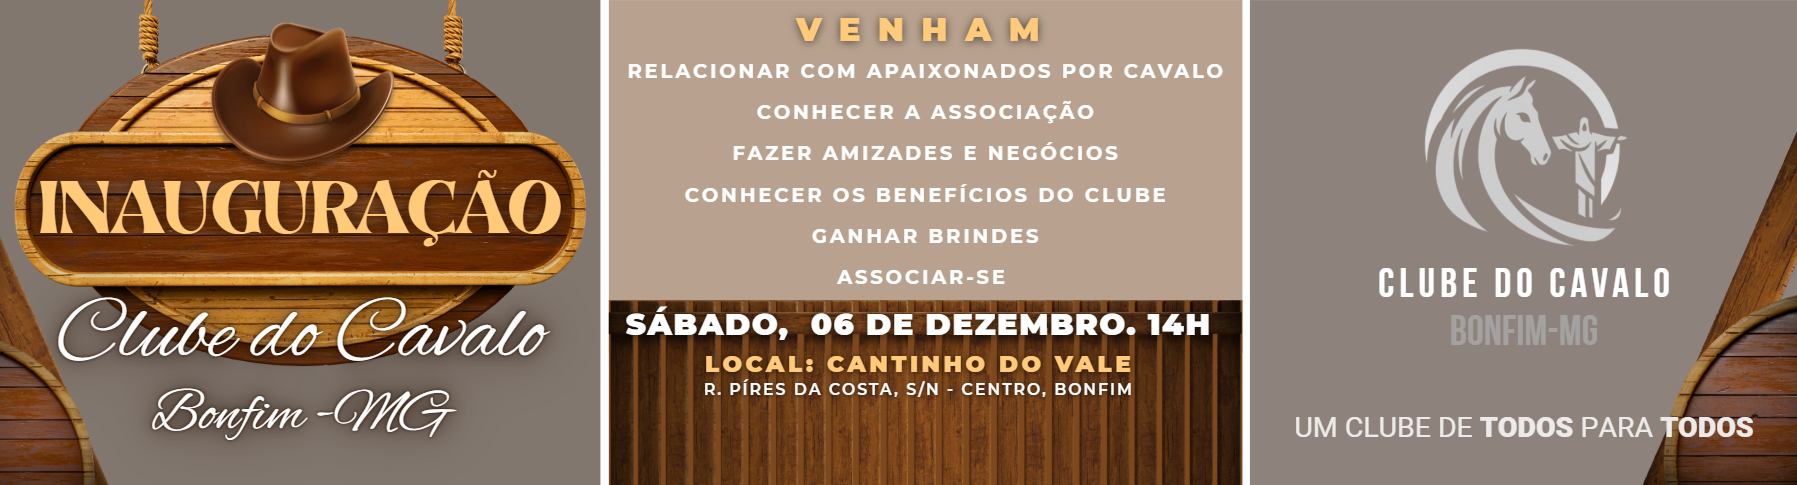 INAUGURAÇÃO
Clube do Cavalo
Bonfim -MG
VENHAM
RELACIONAR COM APAIXONADOS POR CAVALO
CONHECER A ASSOCIAÇÃO
FAZER AMIZADES E NEGÓCIOS
CONHECER OS BENEFÍCIOS DO CLUBE
GANHAR BRINDES
ASSOCIAR-SE
SÁBADO, 06 DE DEZEMBRO. 14H
LOCAL: CANTINHO DO VALE
R. PÍRES DA COSTA, S/N - CENTRO, BONFIM
CLUBE DO CAVALO
BONFIM-MG
UM CLUBE DE TODOS PARA TODOS